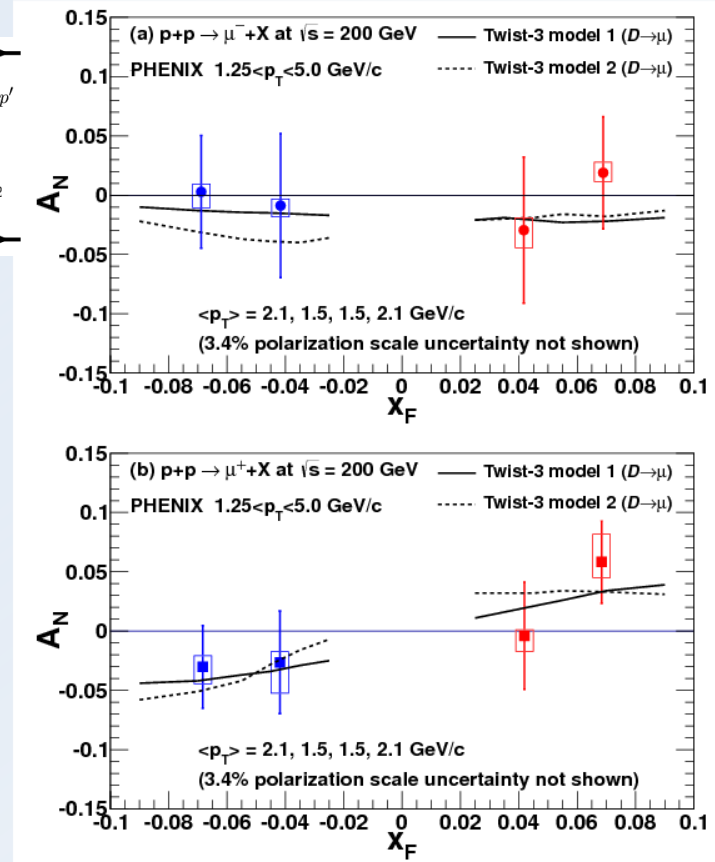 p'
2
(a) p+p → μ⁻+X at √s = 200 GeV
PHENIX 1.25<p_T<5.0 GeV/c
Twist-3 model 1 (D→μ)
Twist-3 model 2 (D→μ)
A_N
0.15
0.1
0.05
0
-0.05
-0.1
-0.15
<p_T> = 2.1, 1.5, 1.5, 2.1 GeV/c
(3.4% polarization scale uncertainty not shown)
-0.1 -0.08 -0.06 -0.04 -0.02 0 0.02 0.04 0.06 0.08 0.1
x_F
(b) p+p → μ⁺+X at √s = 200 GeV
PHENIX 1.25<p_T<5.0 GeV/c
Twist-3 model 1 (D→μ)
Twist-3 model 2 (D→μ)
A_N
0.15
0.1
0.05
0
-0.05
-0.1
-0.15
<p_T> = 2.1, 1.5, 1.5, 2.1 GeV/c
(3.4% polarization scale uncertainty not shown)
-0.1 -0.08 -0.06 -0.04 -0.02 0 0.02 0.04 0.06 0.08 0.1
x_F